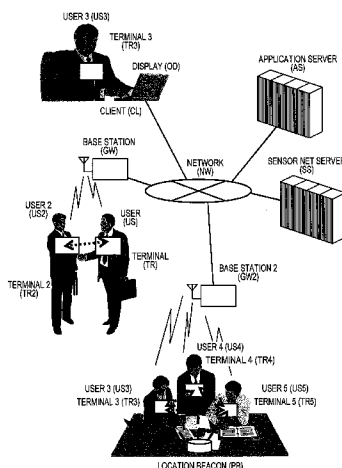 USER 3 (US3)
TERMINAL 3
(TR3)
DISPLAY (OD)
CLIENT (CL)
APPLICATION SERVER
(AS)
BASE STATION
(GW)
NETWORK
(NW)
SENSOR NET SERVER
(SS)
USER 2
(US2)
USER
(US)
TERMINAL
(TR)
TERMINAL 2
(TR2)
BASE STATION 2
(GW2)
USER 4 (US4)
TERMINAL 4 (TR4)
USER 3 (US3)
TERMINAL 3 (TR3)
USER 5 (US5)
TERMINAL 5 (TR5)
LOCATION BEACON (PB)